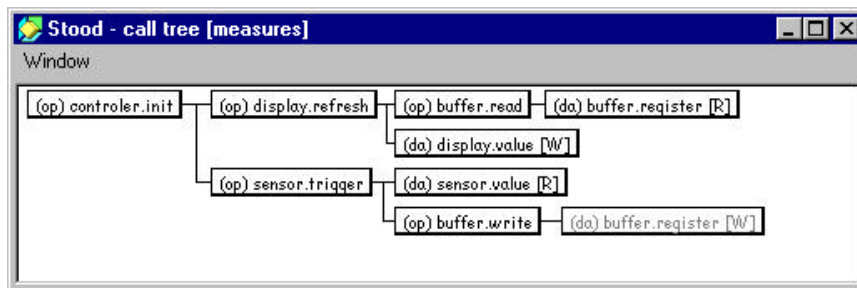 Stood - call tree [measures]
Window
(op) controler.init (op) display.refresh (op) buffer.read (da) buffer.register [R]
(da) display.value [W]
(op) sensor.trigger (da) sensor.value [R]
(op) buffer.write (da) buffer.register [W]